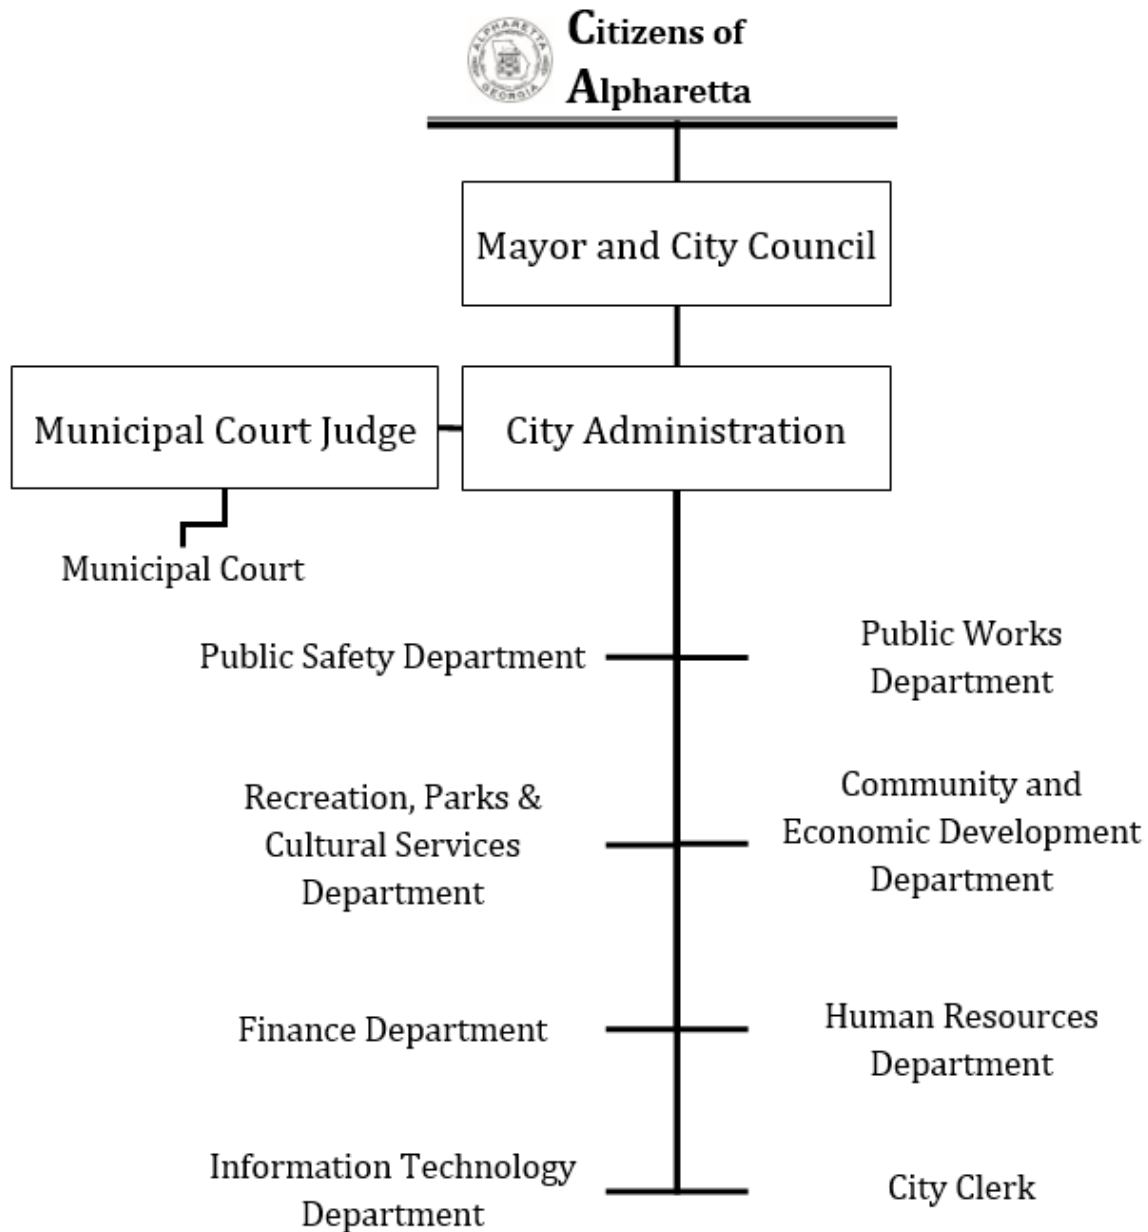 ALPHARETTA
GEORGIA
Citizens of
Alpharetta
Mayor and City Council
Municipal Court Judge
City Administration
Municipal Court
Public Safety Department
Public Works
Department
Recreation, Parks &
Cultural Services
Department
Community and
Economic Development
Department
Finance Department
Human Resources
Department
Information Technology
Department
City Clerk